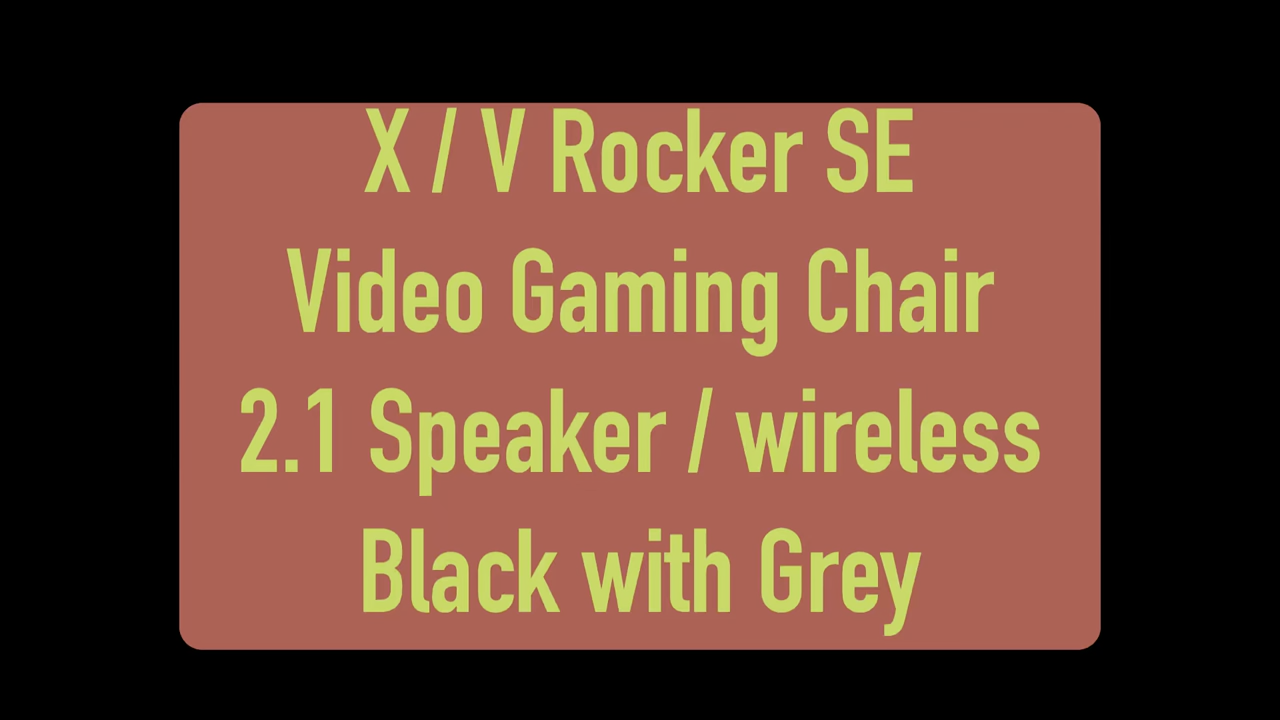 X / V Rocker SE
Video Gaming Chair
2.1 Speaker / wireless
Black with Grey